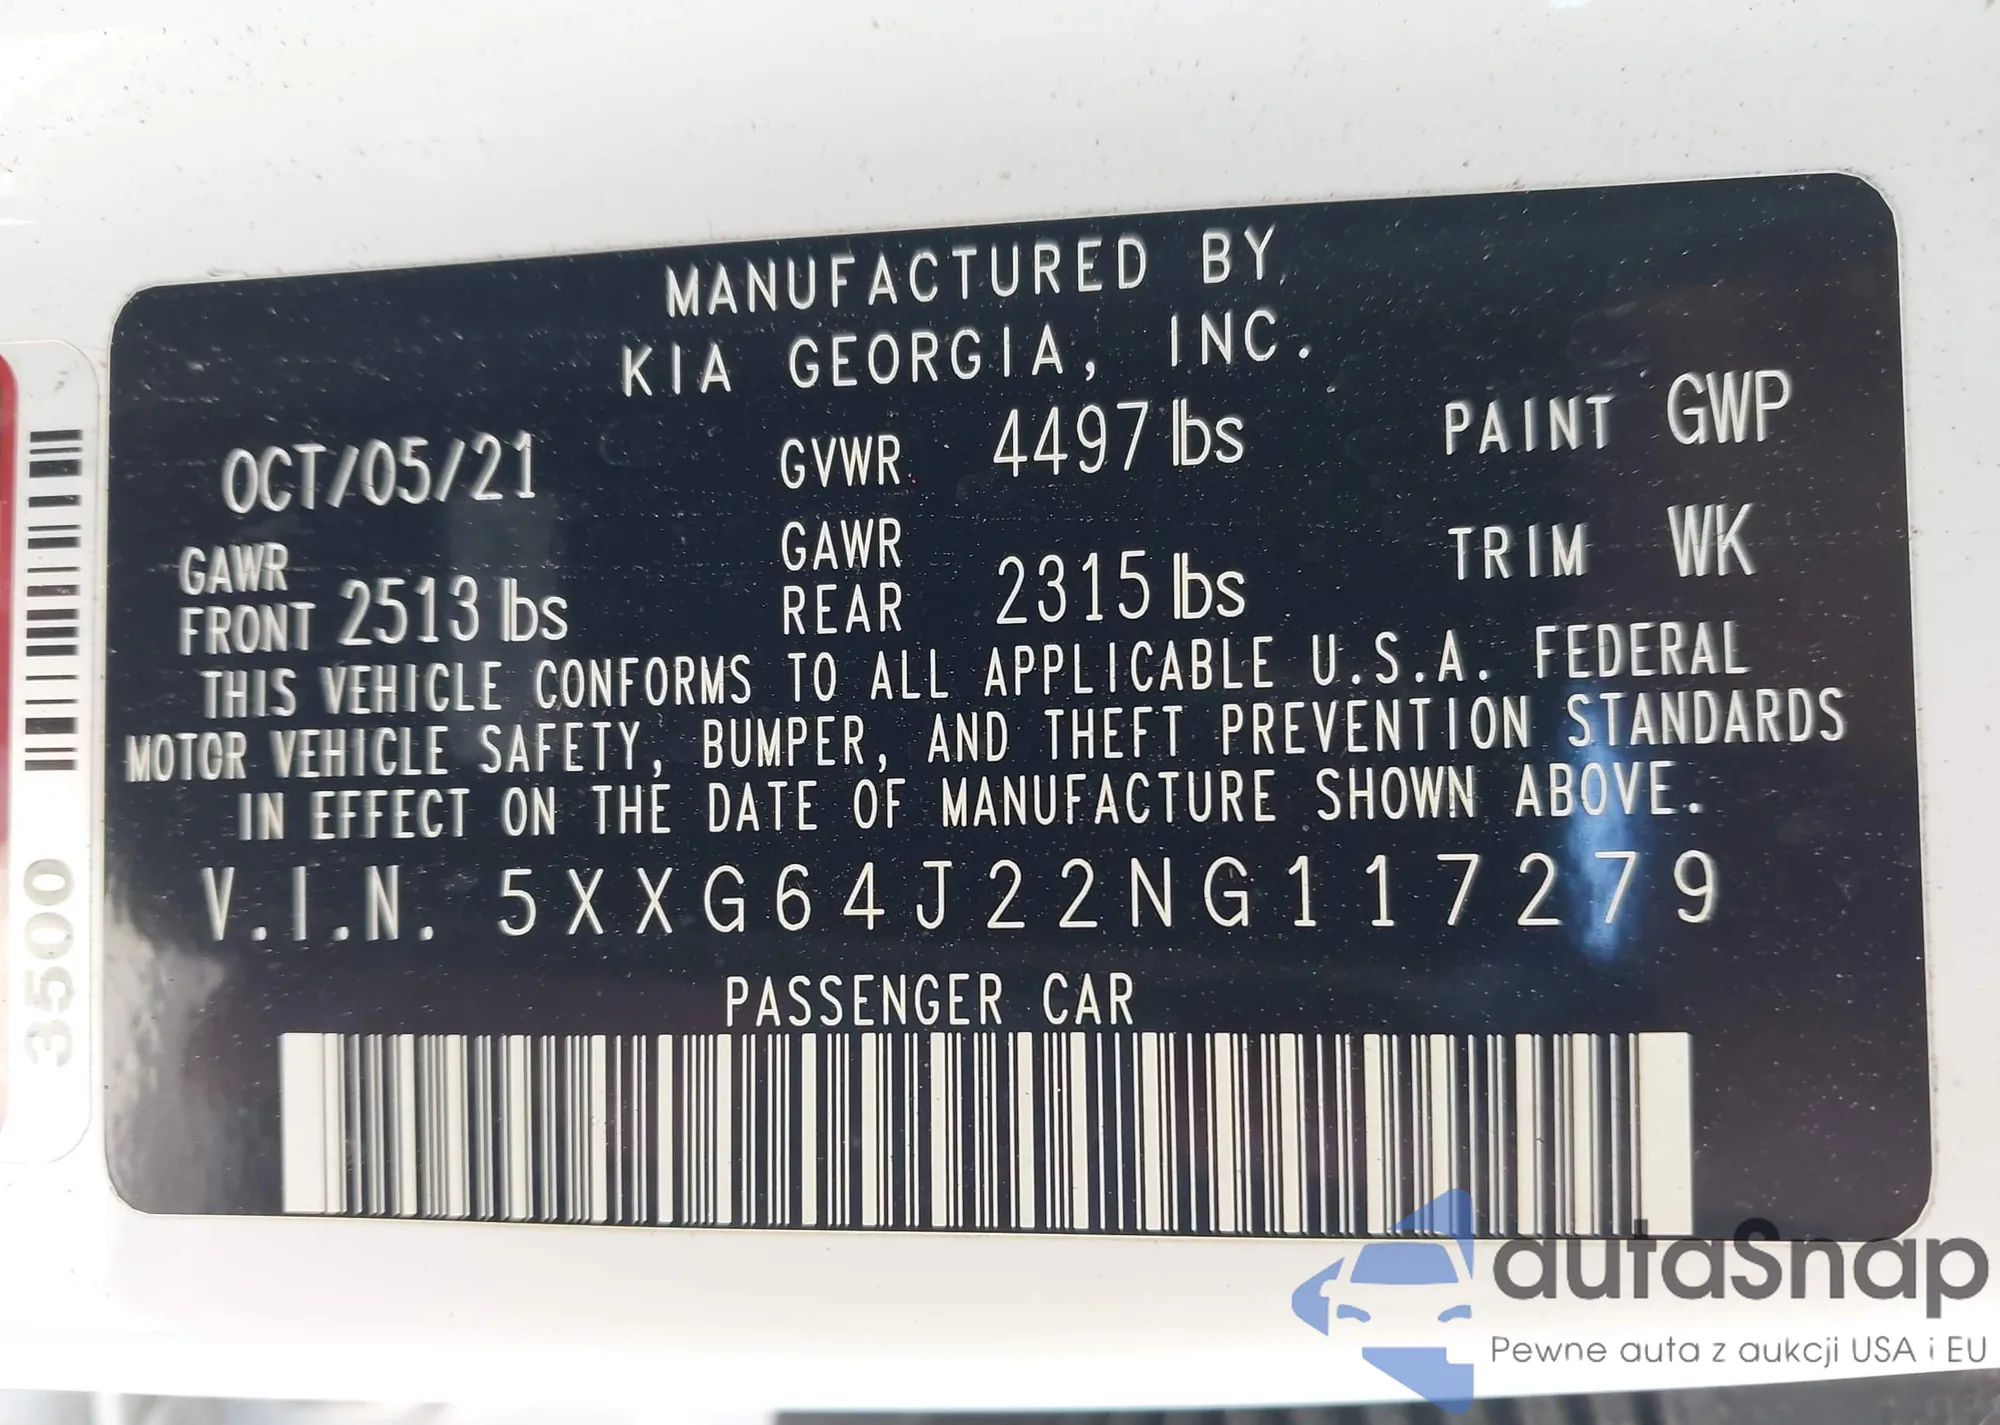 MANUFACTURED BY
KIA GEORGIA, INC.
OCT/05/21 GVWR 4497 lbs PAINT GWP
GAWR FRONT 2513 lbs GAWR REAR 2315 lbs TRIM WK
THIS VEHICLE CONFORMS TO ALL APPLICABLE U.S.A. FEDERAL
MOTOR VEHICLE SAFETY, BUMPER, AND THEFT PREVENTION STANDARDS
IN EFFECT ON THE DATE OF MANUFACTURE SHOWN ABOVE.
V.I.N. 5XXG64J22NG117279
PASSENGER CAR
3500
autaSnap
Pewne auta z aukcji USA i EU